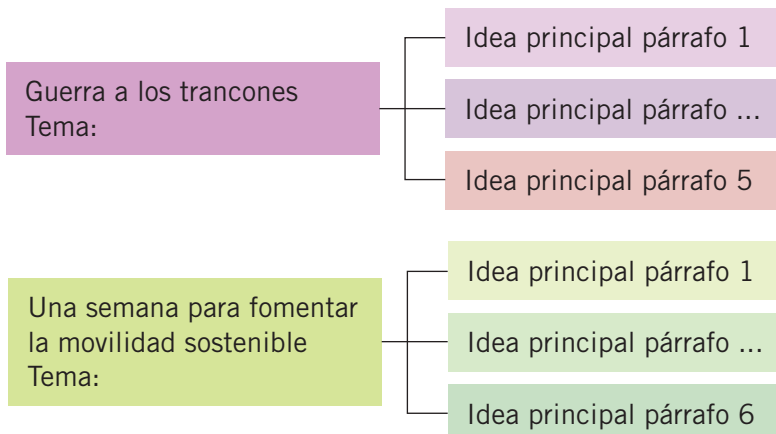 Guerra a los trancones
Tema:
Idea principal párrafo 1
Idea principal párrafo ...
Idea principal párrafo 5
Una semana para fomentar
la movilidad sostenible
Tema:
Idea principal párrafo 1
Idea principal párrafo ...
Idea principal párrafo 6